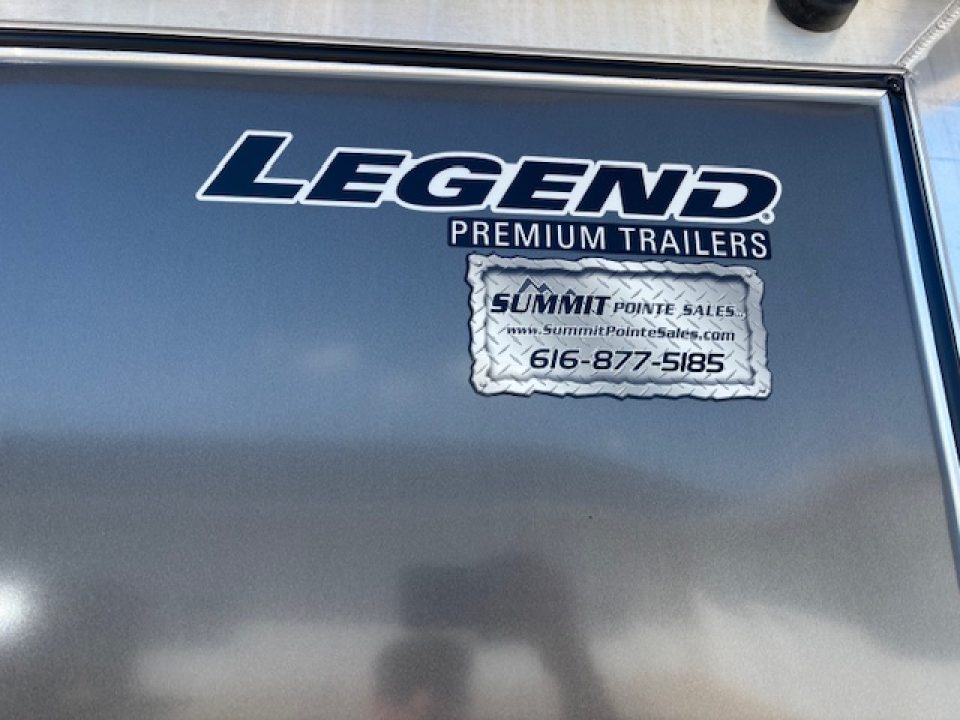 LEGEND®
PREMIUM TRAILERS
SUMMIT POINTE SALES
www.SummitPointeSales.com
616-877-5185